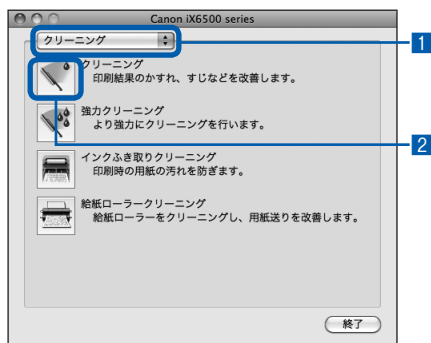 Canon iX6500 series
クリーニング
1
クリーニング
印刷結果のかすれ、すじなどを改善します。
強力クリーニング
より強力にクリーニングを行います。
2
インクふき取りクリーニング
印刷時の用紙の汚れを防ぎます。
給紙ローラークリーニング
給紙ローラーをクリーニングし、用紙送りを改善します。
終了